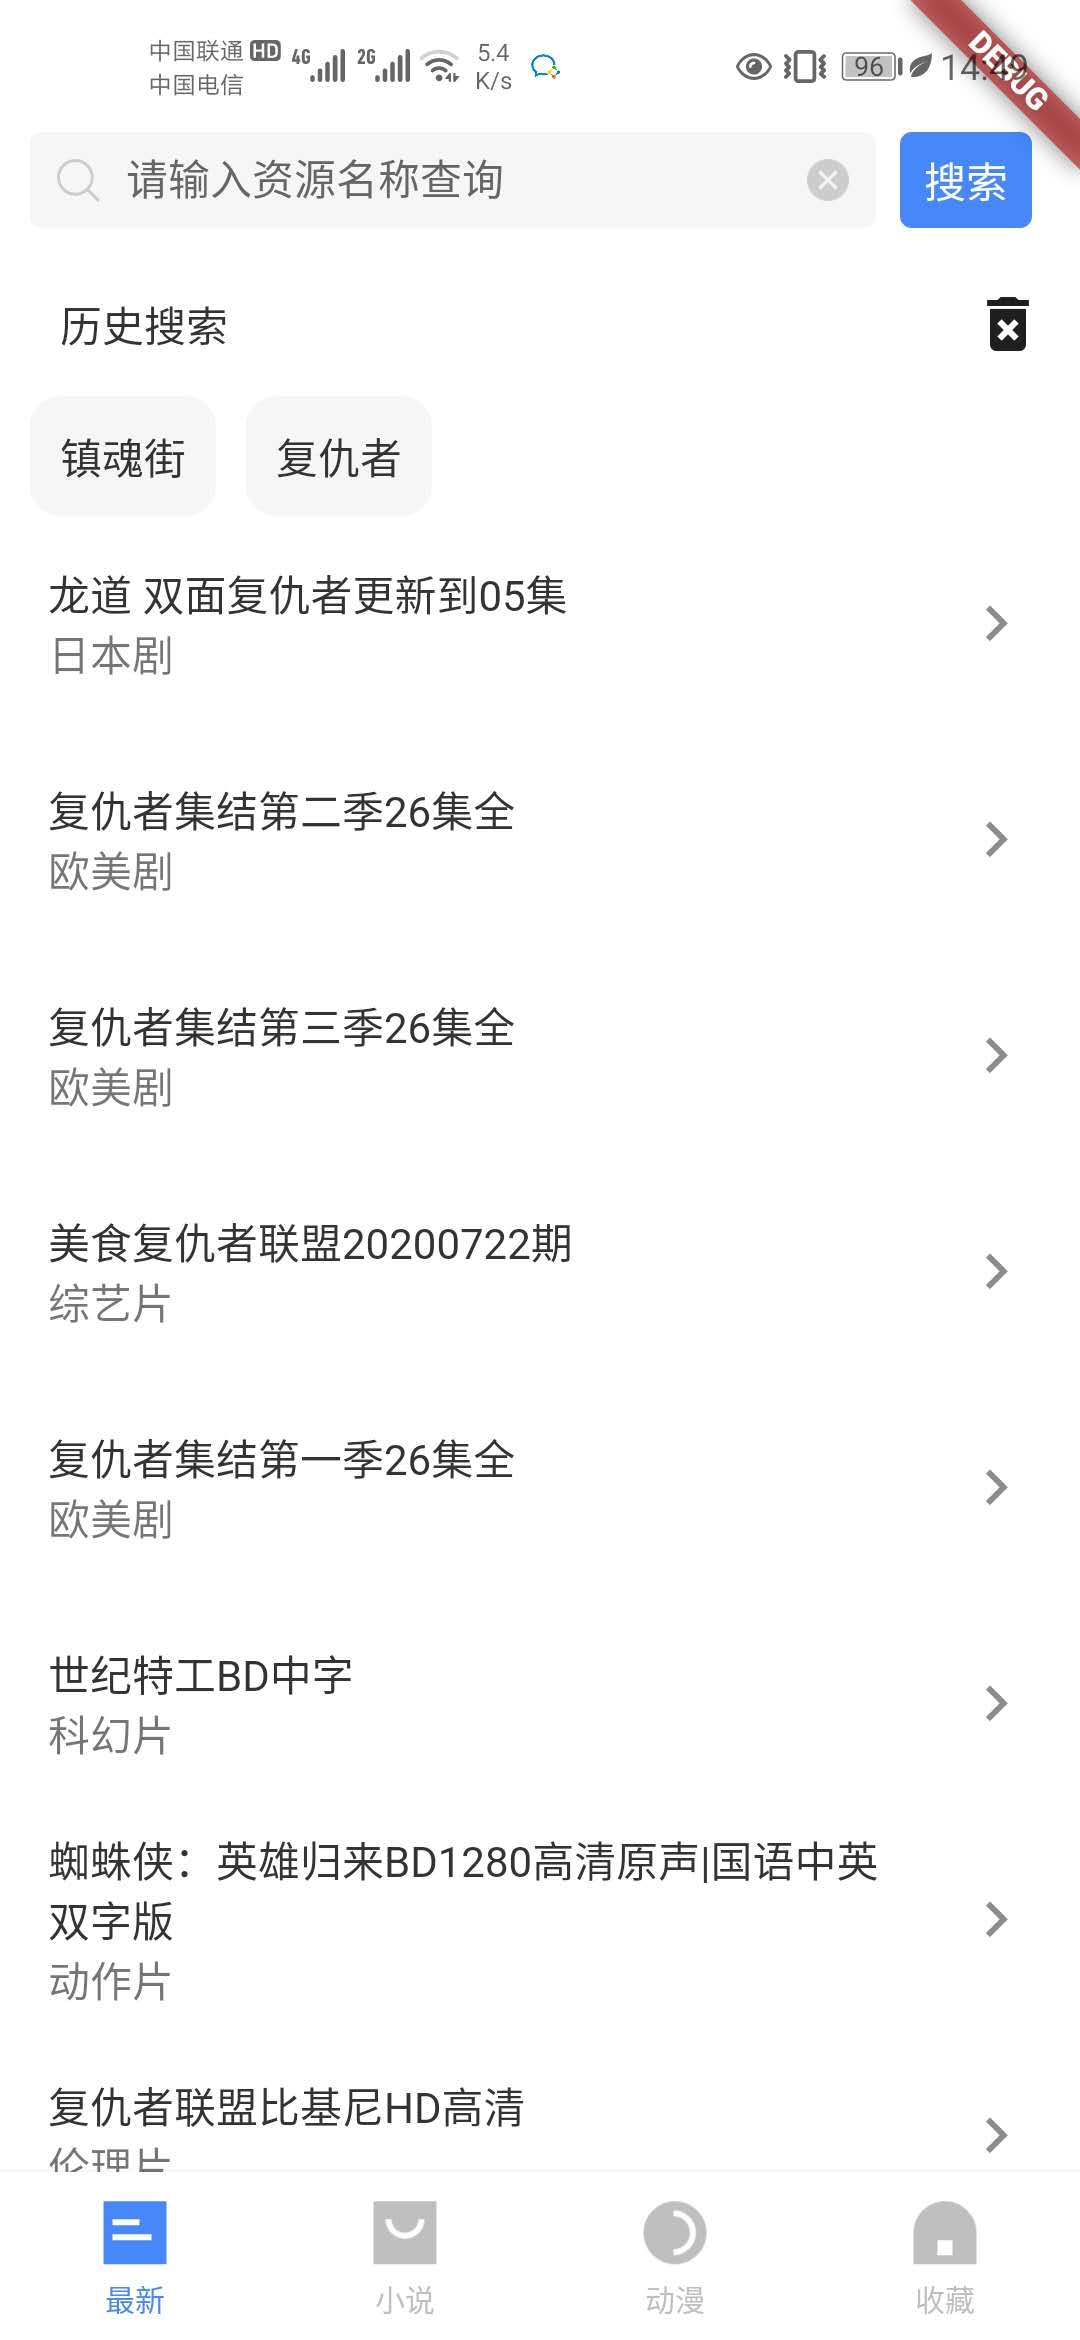 中国联通 HD 4G 2G 5.4 96 14:49
中国电信 K/s
DEBUG
请输入资源名称查询 搜索
历史搜索
镇魂街 复仇者
龙道 双面复仇者更新到05集
日本剧
复仇者集结第二季26集全
欧美剧
复仇者集结第三季26集全
欧美剧
美食复仇者联盟20200722期
综艺片
复仇者集结第一季26集全
欧美剧
世纪特工BD中字
科幻片
蜘蛛侠：英雄归来BD1280高清原声|国语中英
双字版
动作片
复仇者联盟比基尼HD高清
伦理片
最新 小说 动漫 收藏